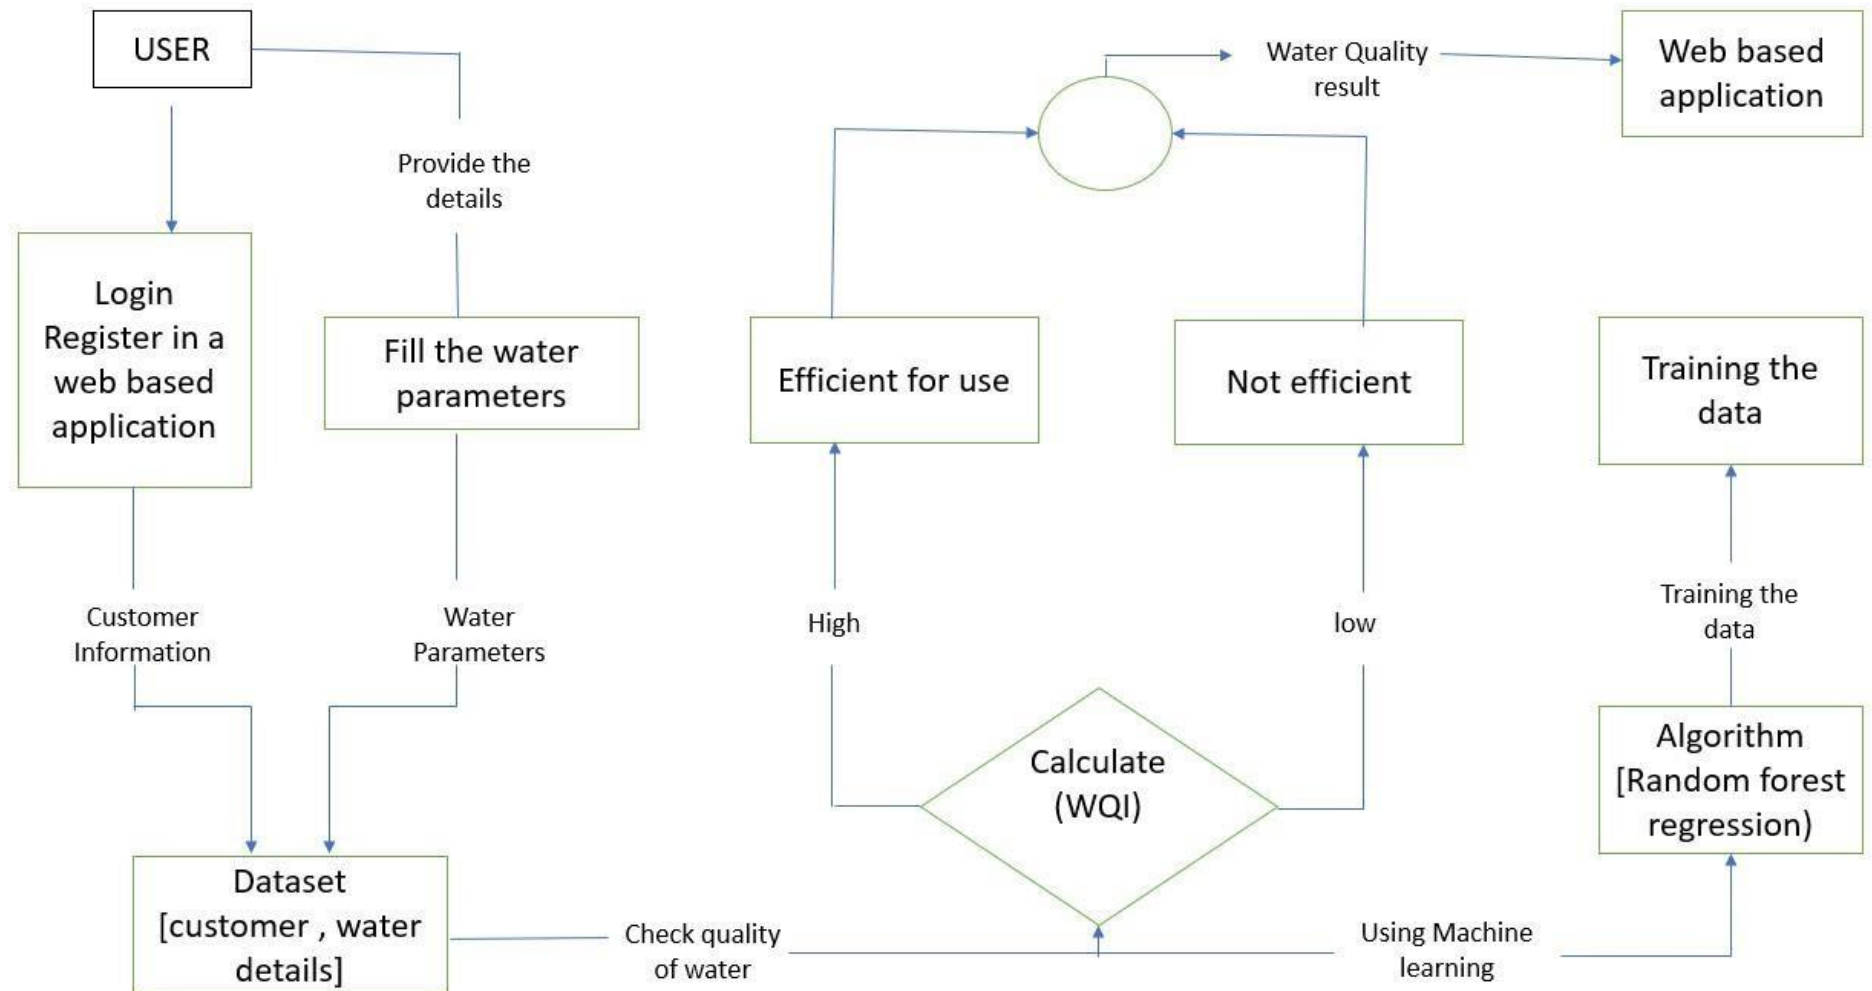 USER
Provide the
details
Water Quality
result
Web based
application
Login
Register in a
web based
application
Fill the water
parameters
Efficient for use
Not efficient
Training the
data
Customer
Information
Water
Parameters
High
low
Training the
data
Calculate
(WQI)
Algorithm
[Random forest
regression)
Dataset
[customer , water
details]
Check quality
of water
Using Machine
learning